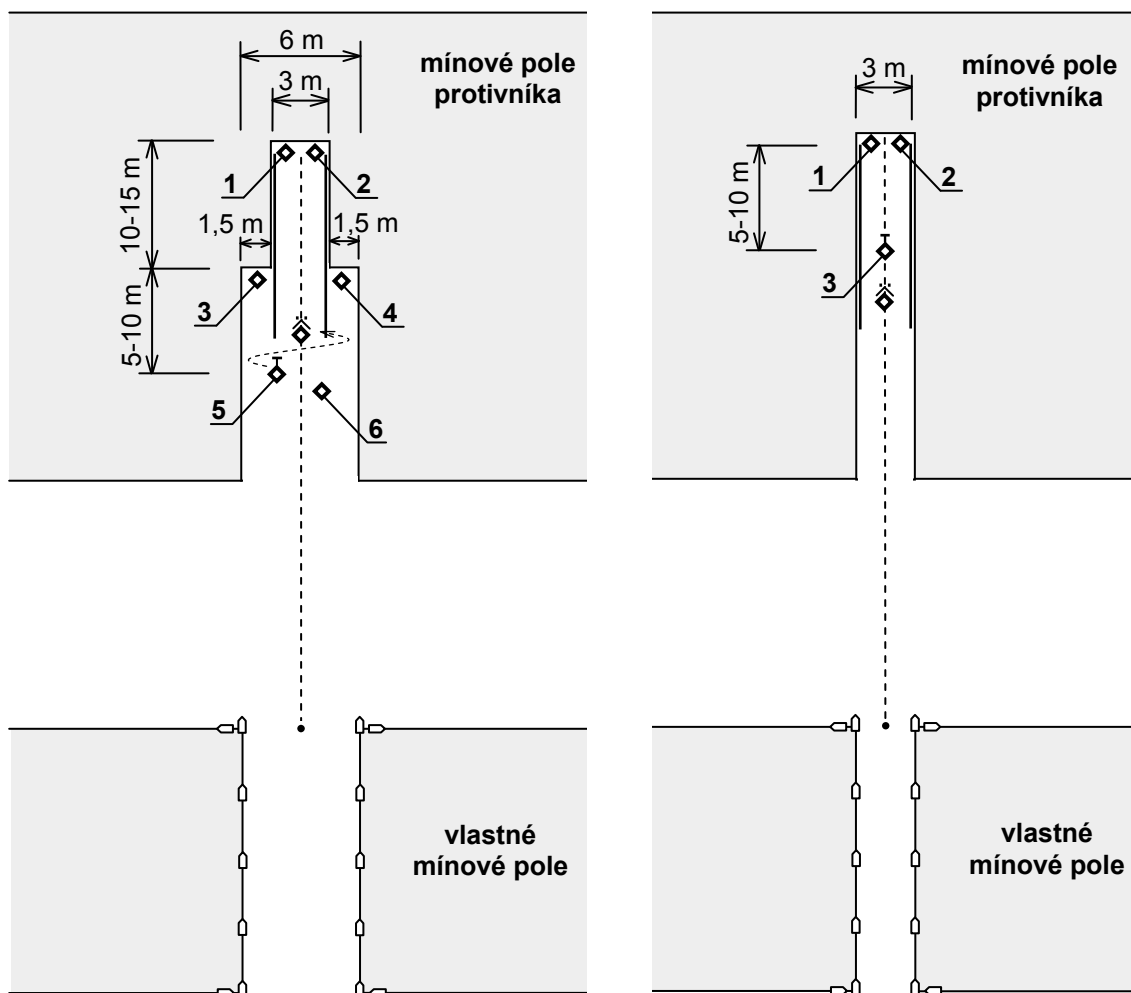 6 m
3 m
mínové pole
protivníka
10-15 m
1
2
1,5 m
1,5 m
5-10 m
3
4
5
6
vlastné
mínové pole
3 m
mínové pole
protivníka
5-10 m
1
2
3
vlastné
mínové pole